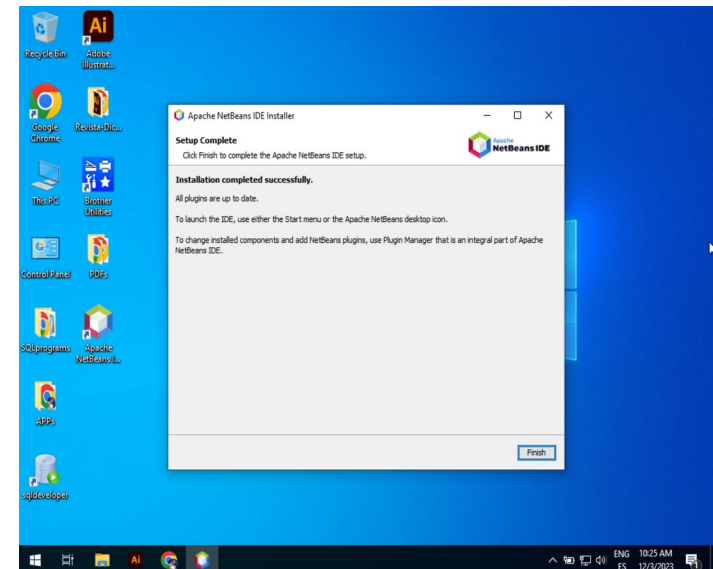 Recycle Bin
Adobe
Illustrat...
Google
Chrome
Revista-Dic...
This PC
Brother
Utilities
Control Panel
PDFs
SQLprograms
Apache
NetBeans I...
APPs
sqldeveloper
Apache NetBeans IDE Installer
Setup Complete
Click Finish to complete the Apache NetBeans IDE setup.
Apache
NetBeans IDE
Installation completed successfully.
All plugins are up to date.
To launch the IDE, use either the Start menu or the Apache NetBeans desktop icon.
To change installed components and add NetBeans plugins, use Plugin Manager that is an integral part of Apache
NetBeans IDE.
Finish
Ai
Ai
ENG
ES
10:25 AM
12/3/2023
1